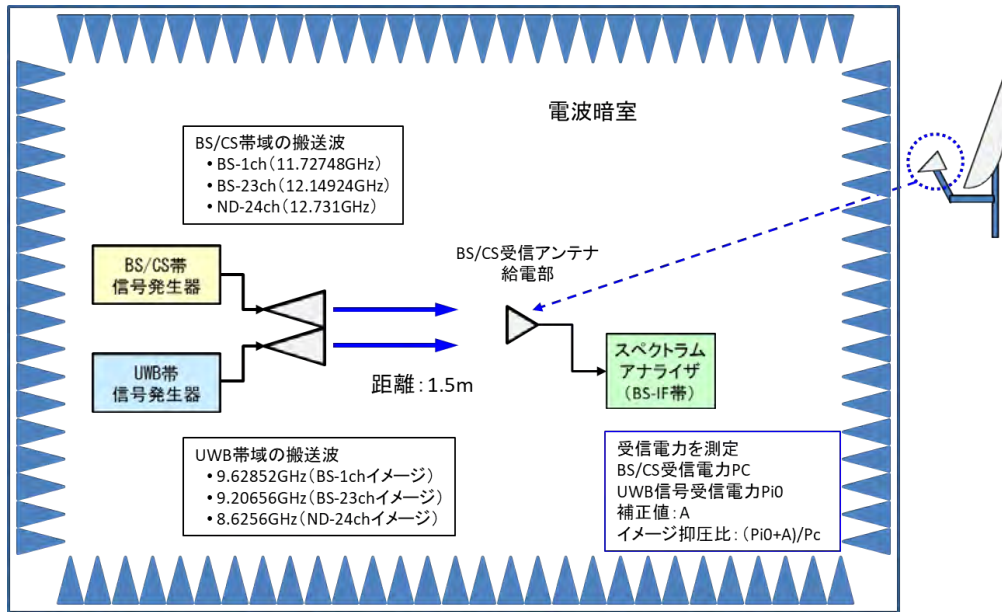 電波暗室
BS/CS帯域の搬送波
• BS-1ch(11.72748GHz)
• BS-23ch(12.14924GHz)
• ND-24ch(12.731GHz)
BS/CS帯
信号発生器
UWB帯
信号発生器
距離:1.5m
BS/CS受信アンテナ
給電部
スペクトラム
アナライザ
(BS-IF帯)
UWB帯域の搬送波
• 9.62852GHz(BS-1chイメージ)
• 9.20656GHz(BS-23chイメージ)
• 8.6256GHz(ND-24chイメージ)
受信電力を測定
BS/CS受信電力PC
UWB信号受信電力Pi0
補正値:A
イメージ抑圧比:(Pi0+A)/Pc